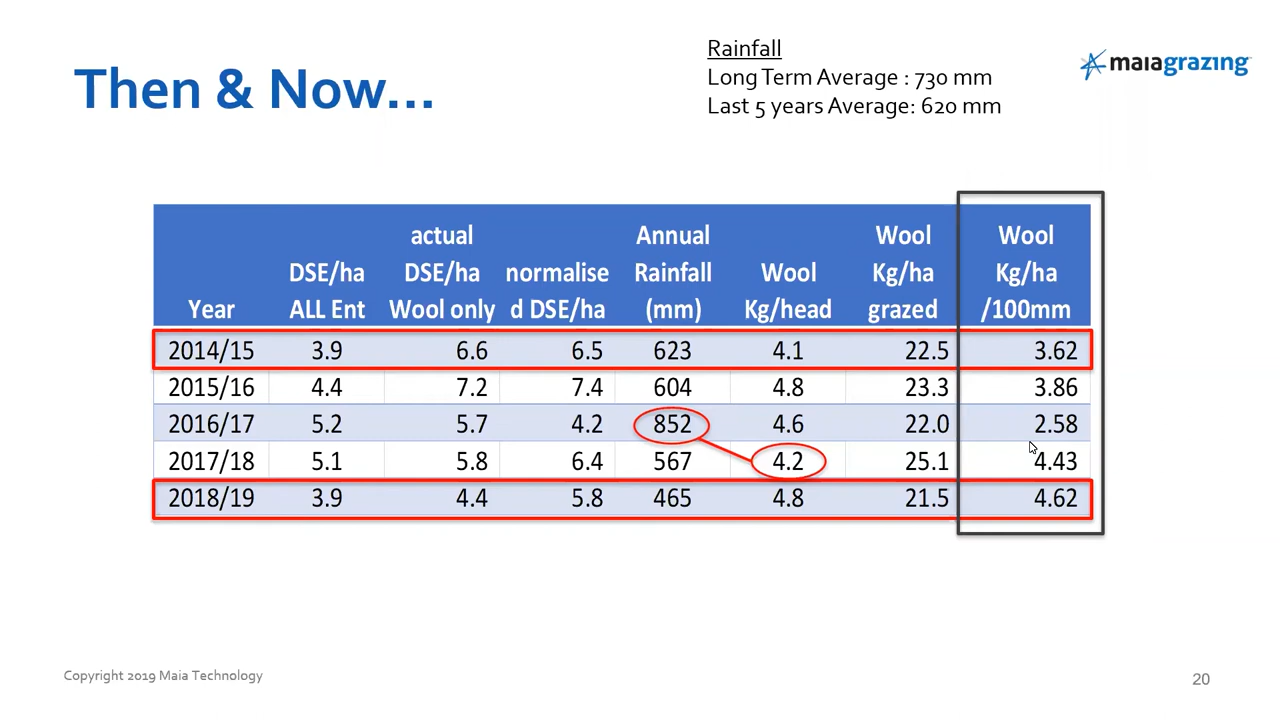 Then & Now...
Rainfall
Long Term Average : 730 mm
Last 5 years Average: 620 mm
maiagrazing
Year DSE/ha ALL Ent actual DSE/ha Wool only normalise d DSE/ha Annual Rainfall (mm) Wool Kg/head Wool Kg/ha grazed Wool Kg/ha /100mm
2014/15 3.9 6.6 6.5 623 4.1 22.5 3.62
2015/16 4.4 7.2 7.4 604 4.8 23.3 3.86
2016/17 5.2 5.7 4.2 852 4.6 22.0 2.58
2017/18 5.1 5.8 6.4 567 4.2 25.1 4.43
2018/19 3.9 4.4 5.8 465 4.8 21.5 4.62
Copyright 2019 Maia Technology
20